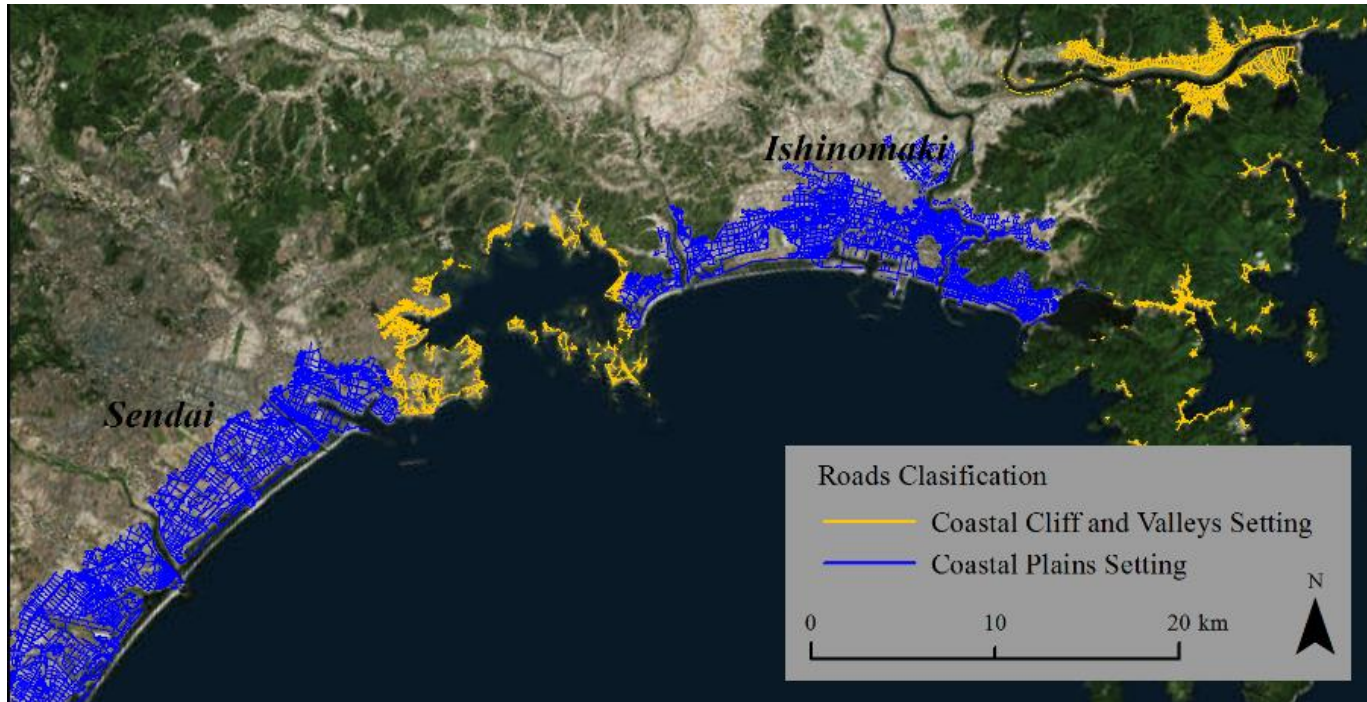 Ishinomaki
Sendai
Roads Clasification
Coastal Cliff and Valleys Setting
Coastal Plains Setting
N
0 10 20 km